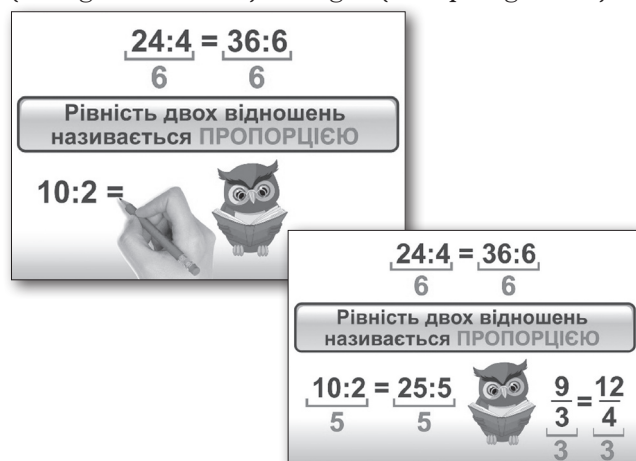 24:4 = 36:6
6 6
Рівність двох відношень
називається ПРОПОРЦІЄЮ
10:2 =
24:4 = 36:6
6 6
Рівність двох відношень
називається ПРОПОРЦІЄЮ
10:2 = 25:5
5 5
9/3 = 12/4
3 3